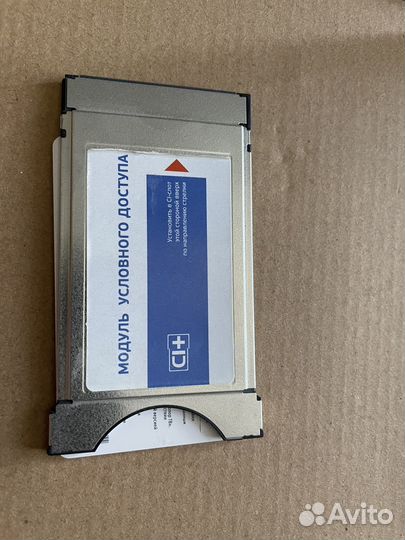 МОДУЛЬ УСЛОВНОГО ДОСТУПА
Установить в CI-слот
этой стороной вверх
по направлению стрелки
CI+
Avito